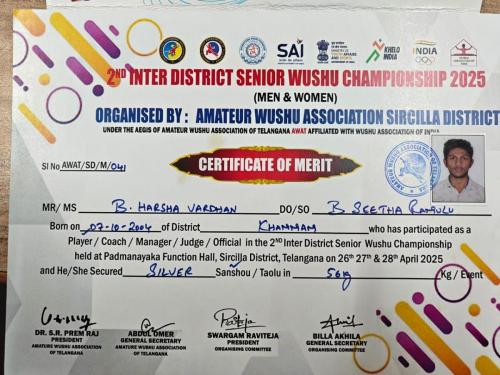 SAI
KHELO
INDIA
INDIA
2ND INTER DISTRICT SENIOR WUSHU CHAMPIONSHIP 2025
(MEN & WOMEN)
ORGANISED BY : AMATEUR WUSHU ASSOCIATION SIRCILLA DISTRICT
UNDER THE AEGIS OF AMATEUR WUSHU ASSOCIATION OF TELANGANA AWAT AFFILIATED WITH WUSHU ASSOCIATION OF INDIA
CERTIFICATE OF MERIT
Sl No AWAT/SD/M/041
MR/MS B. HARSHA VARDHAN DO/SO B SEETHA RAMULU
Born on 07-10-2004 of District KHAMMAM who has participated as a
Player / Coach / Manager / Judge / Official in the 2ND Inter District Senior Wushu Championship
held at Padmanayaka Function Hall, Sircilla District, Telangana on 26th 27th & 28th April 2025
and He/She Secured SILVER Sanshou / Taolu in 56kg Kg / Event
DR. S.R. PREM RAJ
PRESIDENT
AMATEUR WUSHU ASSOCIATION
OF TELANGANA
ABDUL OMER
GENERAL SECRETARY
AMATEUR WUSHU ASSOCIATION
OF TELANGANA
SWARGAM RAVITEJA
PRESIDENT
ORGANISING COMMITTEE
BILLA AKHILA
GENERAL SECRETARY
ORGANISING COMMITTEE